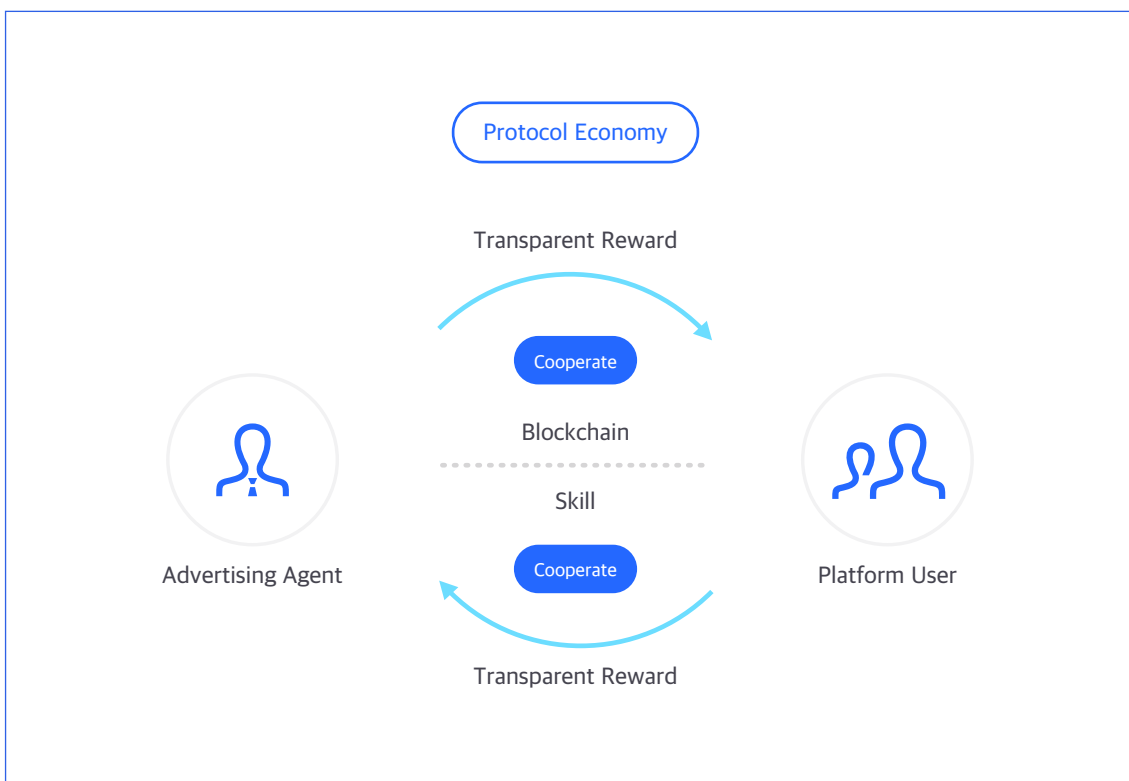 Protocol Economy
Transparent Reward
Cooperate
Blockchain
Skill
Cooperate
Advertising Agent
Platform User
Transparent Reward